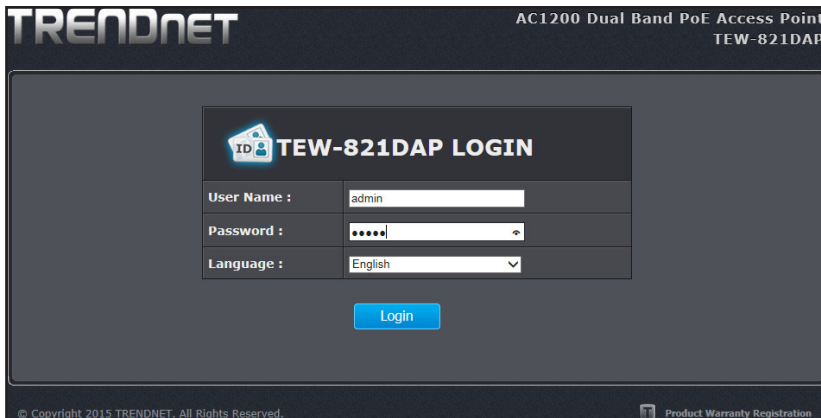 TRENDNET
AC1200 Dual Band PoE Access Point
TEW-821DAP
ID TEW-821DAP LOGIN
User Name : admin
Password : •••••
Language : English
Login
© Copyright 2015 TRENDNET. All Rights Reserved.
T Product Warranty Registration